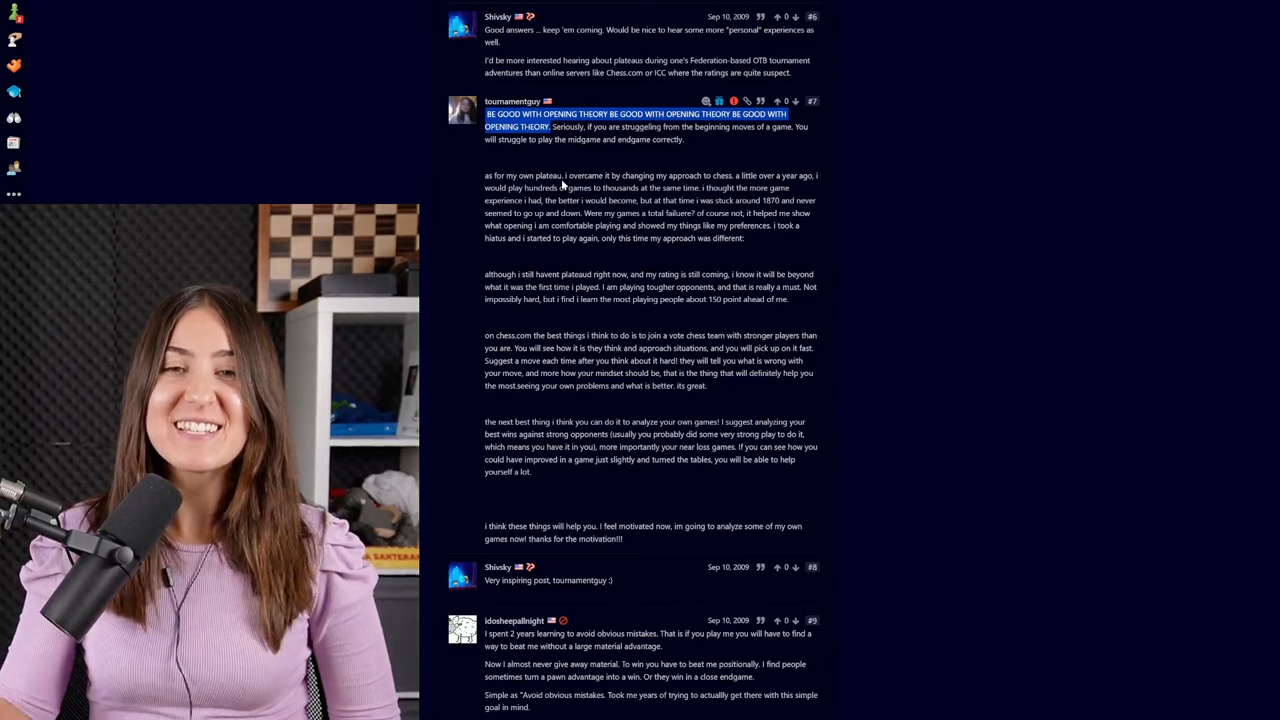 Shivsky
Sep 10, 2009
0
#6
Good answers ... keep 'em coming. Would be nice to hear some more "personal" experiences as
well.
I'd be more interested hearing about plateaus during one's Federation-based OTB tournament
adventures than online servers like Chess.com or ICC where the ratings are quite suspect.
tournamentguy
0
#7
BE GOOD WITH OPENING THEORY BE GOOD WITH OPENING THEORY BE GOOD WITH
OPENING THEORY. Seriously, if you are struggeling from the beginning moves of a game. You
will struggle to play the midgame and endgame correctly.
as for my own plateau. i overcame it by changing my approach to chess. a little over a year ago, i
would play hundreds of games to thousands at the same time. i thought the more game
experience i had, the better i would become, but at that time i was stuck around 1870 and never
seemed to go up and down. Were my games a total failuere? of course not, it helped me show
what opening i am comfortable playing and showed my things like my preferences. i took a
hiatus and i started to play again, only this time my approach was different:
although i still havent plateaud right now, and my rating is still coming, i know it will be beyond
what it was the first time i played. I am playing tougher opponents, and that is really a must. Not
impossibly hard, but i find i learn the most playing people about 150 point ahead of me.
on chess.com the best things i think to do is to join a vote chess team with stronger players than
you are. You will see how it is they think and approach situations, and you will pick up on it fast.
Suggest a move each time after you think about it hard! they will tell you what is wrong with
your move, and more how your mindset should be, that is the thing that will definitely help you
the most.seeing your own problems and what is better. its great.
the next best thing i think you can do it to analyze your own games! I suggest analyzing your
best wins against strong opponents (usually you probably did some very strong play to do it,
which means you have it in you), more importantly your near loss games. If you can see how you
could have improved in a game just slightly and turned the tables, you will be able to help
yourself a lot.
i think these things will help you. I feel motivated now, im going to analyze some of my own
games now! thanks for the motivation!!!
Shivsky
Sep 10, 2009
0
#8
Very inspiring post, tournamentguy :)
idosheepallnight
Sep 10, 2009
0
#9
I spent 2 years learning to avoid obvious mistakes. That is if you play me you will have to find a
way to beat me without a large material advantage.
Now I almost never give away material. To win you have to beat me positionally. I find people
sometimes turn a pawn advantage into a win. Or they win in a close endgame.
Simple as "Avoid obvious mistakes. Took me years of trying to actuallly get there with this simple
goal in mind.